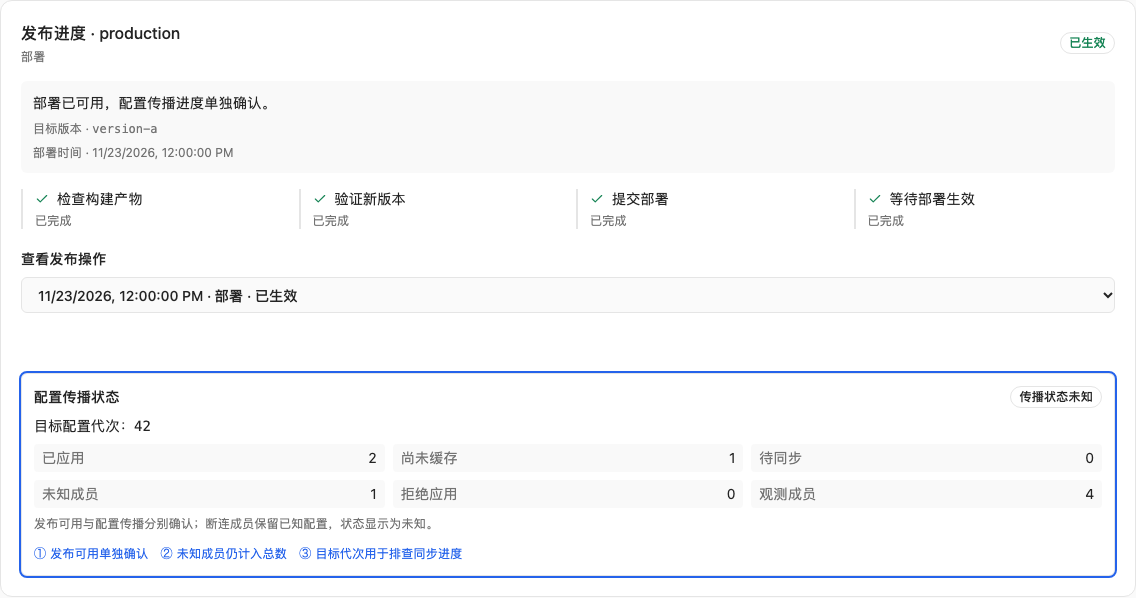 发布进度 · production
已生效
部署
部署已可用，配置传播进度单独确认。
目标版本 · version-a
部署时间 · 11/23/2026, 12:00:00 PM
检查构建产物
已完成
验证新版本
已完成
提交部署
已完成
等待部署生效
已完成
查看发布操作
11/23/2026, 12:00:00 PM · 部署 · 已生效
配置传播状态
传播状态未知
目标配置代次：42
已应用 2
尚未缓存 1
待同步 0
未知成员 1
拒绝应用 0
观测成员 4
发布可用与配置传播分别确认；断连成员保留已知配置，状态显示为未知。
① 发布可用单独确认 ② 未知成员仍计入总数 ③ 目标代次用于排查同步进度